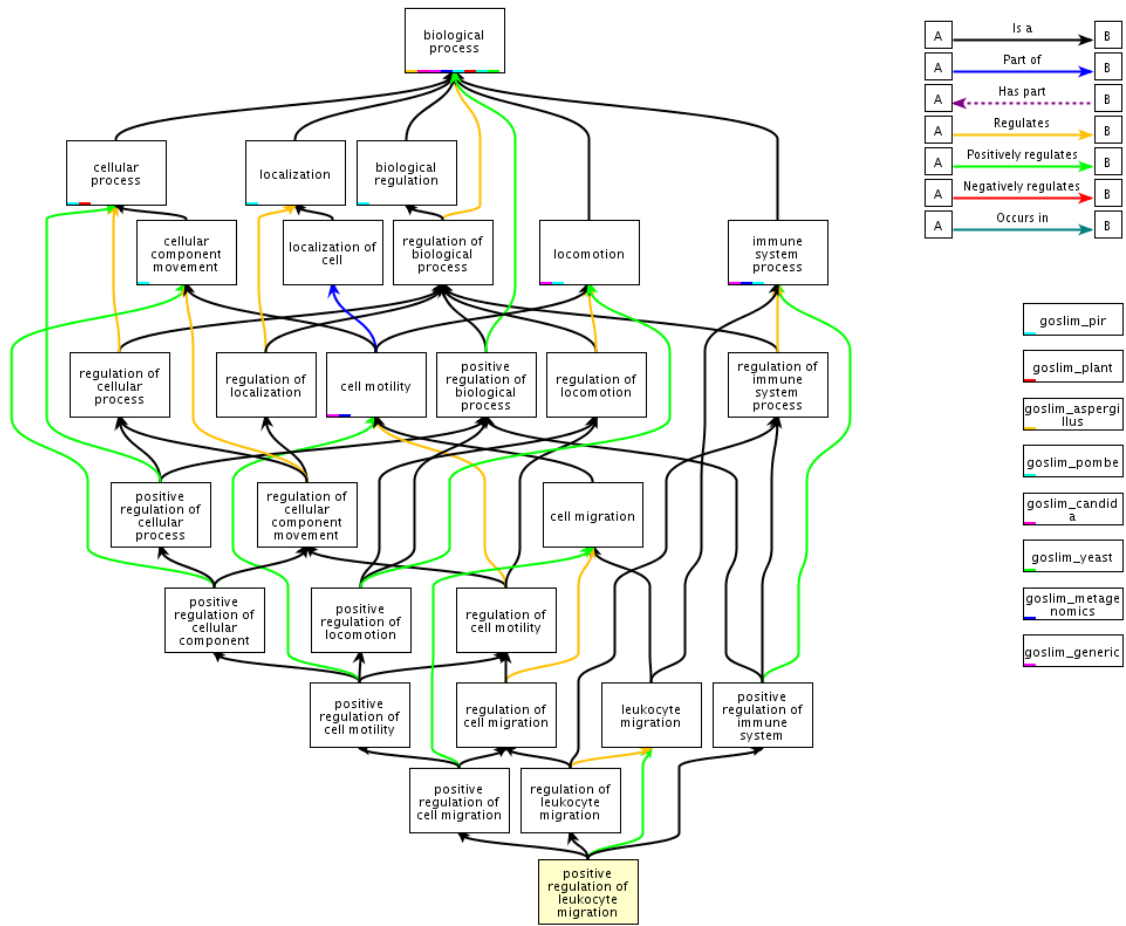 biological
process
cellular
process
localization
biological
regulation
cellular
component
movement
localization of
cell
regulation of
biological
process
locomotion
immune
system
process
regulation of
cellular
process
regulation of
localization
cell motility
positive
regulation of
biological
process
regulation of
locomotion
regulation of
immune
system
process
positive
regulation of
cellular
process
regulation of
cellular
component
movement
cell migration
positive
regulation of
cellular
component
positive
regulation of
locomotion
regulation of
cell motility
positive
regulation of
cell motility
regulation of
cell migration
leukocyte
migration
positive
regulation of
immune
system
positive
regulation of
cell migration
regulation of
leukocyte
migration
positive
regulation of
leukocyte
migration
A Is a B
A Part of B
A Has part B
A Regulates B
A Positively regulates B
A Negatively regulates B
A Occurs in B
goslim_pir
goslim_plant
goslim_aspergi
llus
goslim_pombe
goslim_candid
a
goslim_yeast
goslim_metage
nomics
goslim_generic